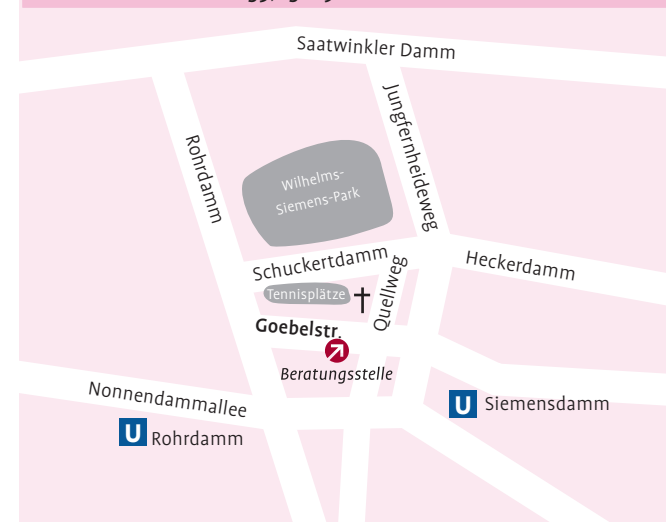 Saatwinkler Damm
Jungfernheideweg
Rohrdamm
Wilhelms-
Siemens-Park
Schuckertdamm
Heckerdamm
Quellweg
Tennisplätze
Goebelstr.
Beratungsstelle
Nonnendammallee
U Siemensdamm
U Rohrdamm